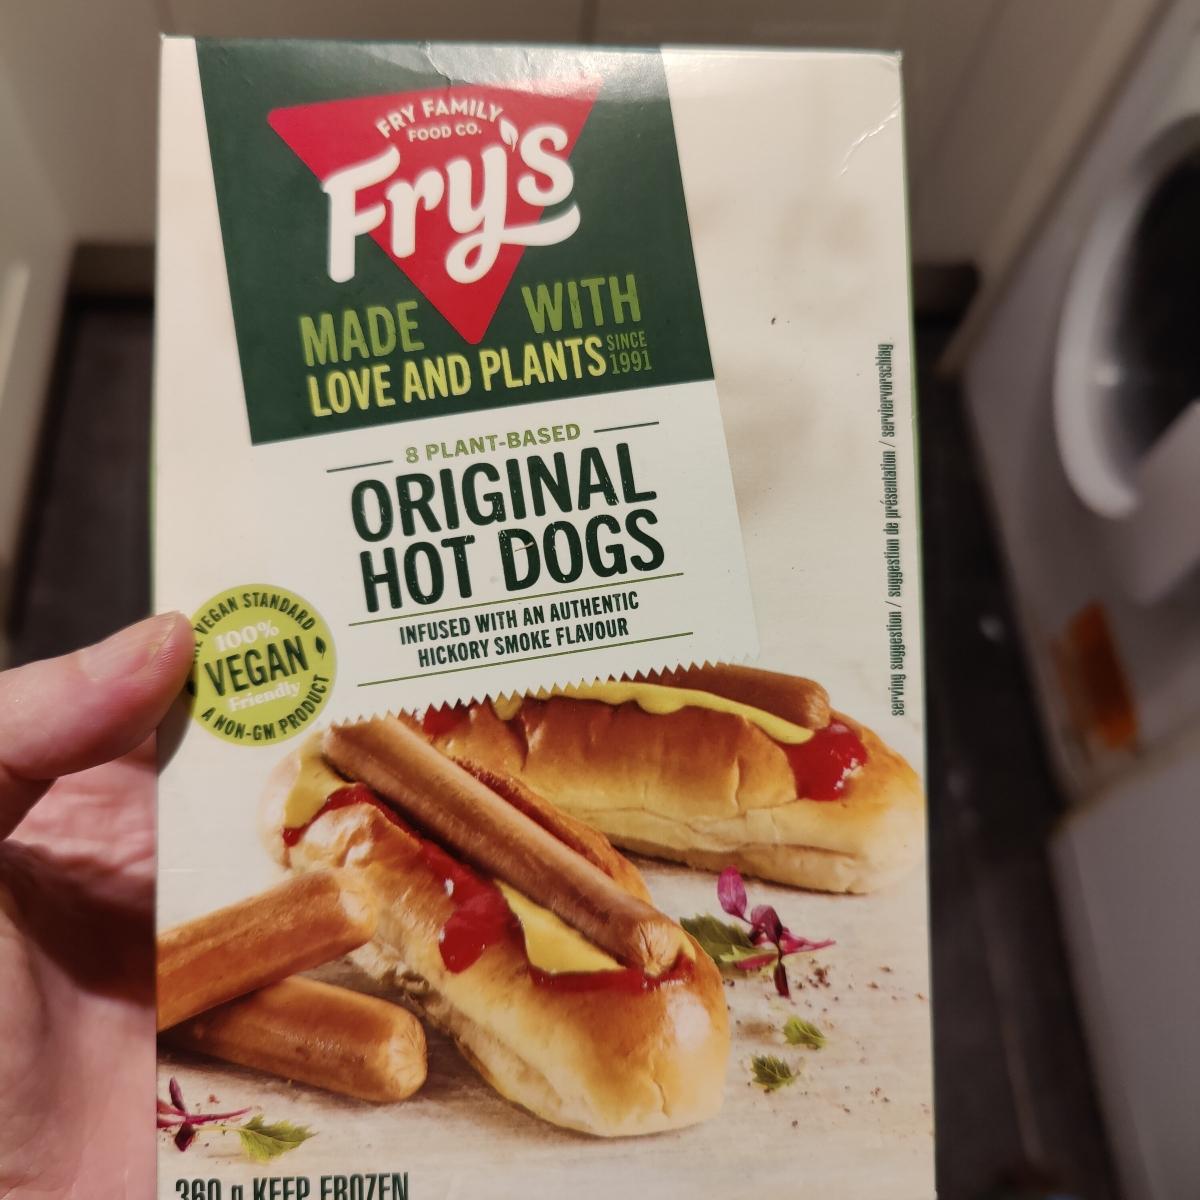 FRY FAMILY
FOOD CO.
Fry's
MADE WITH
LOVE AND PLANTS
SINCE
1991
8 PLANT-BASED
ORIGINAL
HOT DOGS
INFUSED WITH AN AUTHENTIC
HICKORY SMOKE FLAVOUR
VEGAN STANDARD
100%
VEGAN
Friendly
A NON-GM PRODUCT
serving suggestion / suggestion de présentation / serviervorschlag
360 g KEEP FROZEN